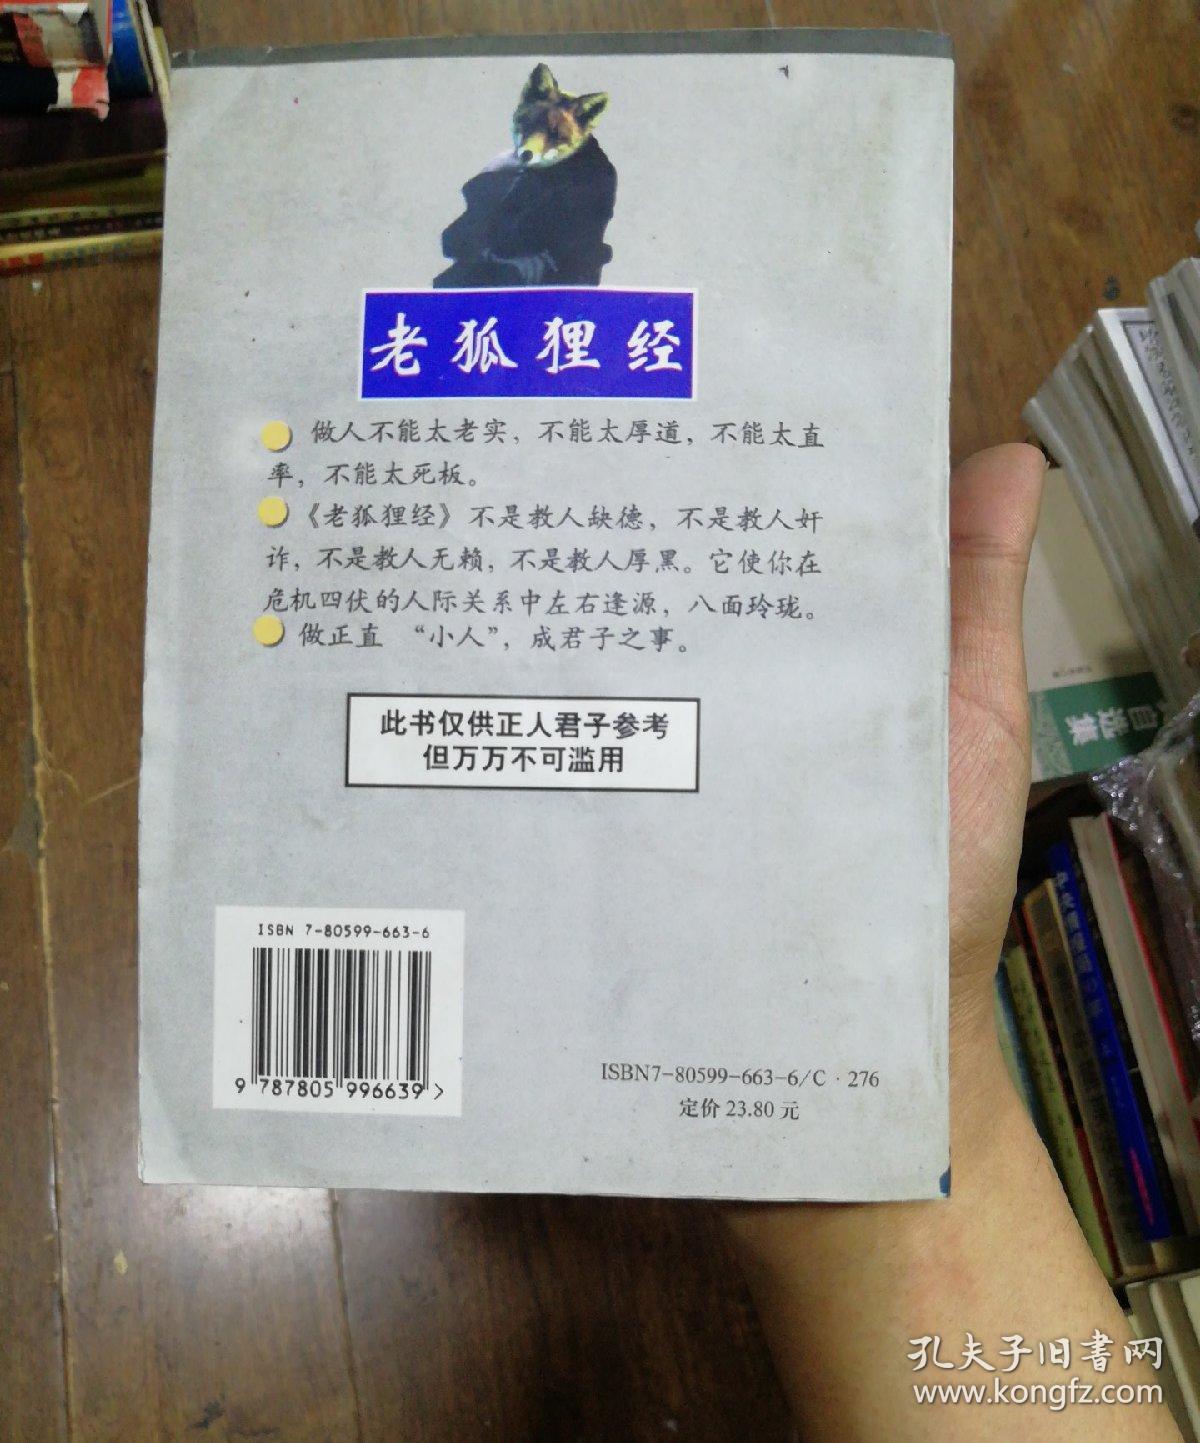 老狐狸经
做人不能太老实，不能太厚道，不能太直
率，不能太死板。
《老狐狸经》不是教人缺德，不是教人奸
诈，不是教人无赖，不是教人厚黑。它使你在
危机四伏的人际关系中左右逢源，八面玲珑。
做正直 “小人”，成君子之事。
此书仅供正人君子参考
但万万不可滥用
ISBN 7-80599-663-6
9 787805 996639 >
ISBN7-80599-663-6/C·276
定价 23.80 元
自选集
孔夫子旧书网
www.kongfz.com